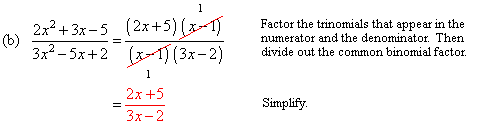 1
(b) 2x²+3x−5 / 3x²−5x+2 = (2x+5)(x−1) / (x−1)(3x−2)
1
= 2x+5 / 3x−2
Factor the trinomials that appear in the
numerator and the denominator. Then
divide out the common binomial factor.
Simplify.